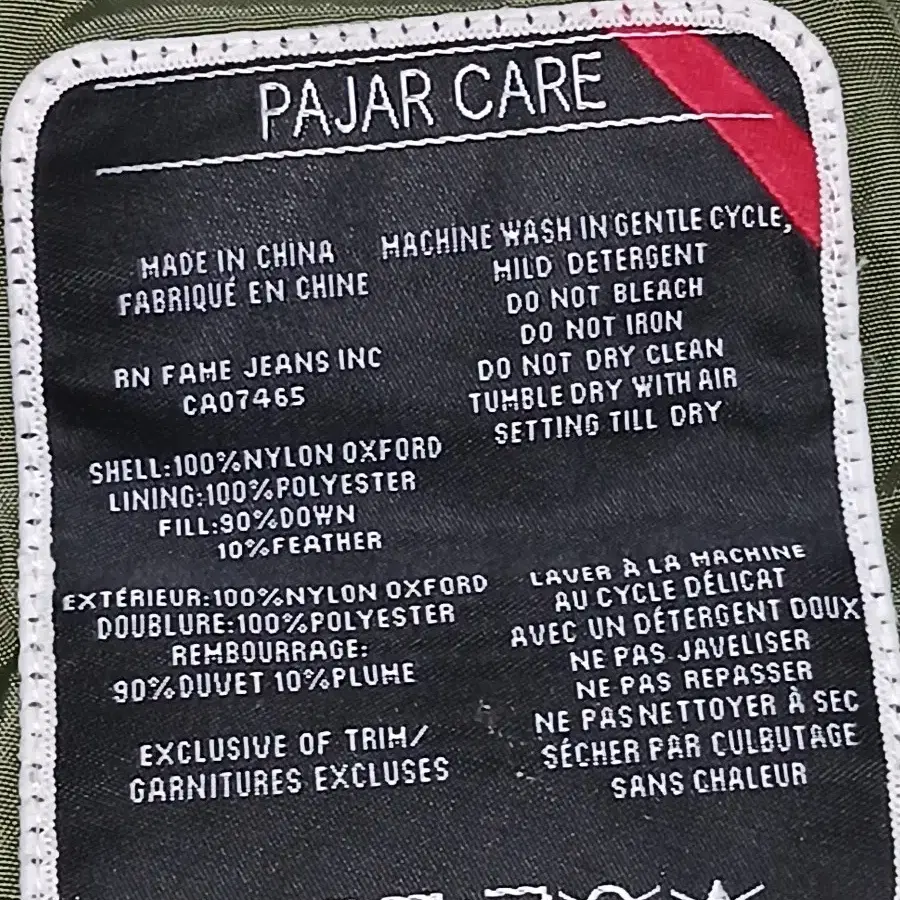 PAJAR CARE
MADE IN CHINA
FABRIQUÉ EN CHINE
RN FAME JEANS INC
CA07465
SHELL:100%NYLON OXFORD
LINING:100%POLYESTER
FILL:90%DOWN
10%FEATHER
EXTÉRIEUR:100%NYLON OXFORD
DOUBLURE:100%POLYESTER
REMBOURRAGE:
90%DUVET 10%PLUME
EXCLUSIVE OF TRIM/
GARNITURES EXCLUSES
MACHINE WASH IN GENTLE CYCLE,
MILD DETERGENT
DO NOT BLEACH
DO NOT IRON
DO NOT DRY CLEAN
TUMBLE DRY WITH AIR
SETTING TILL DRY
LAVER À LA MACHINE
AU CYCLE DÉLICAT
AVEC UN DÉTERGENT DOUX
NE PAS JAVELISER
NE PAS REPASSER
NE PAS NETTOYER À SEC
SÉCHER PAR CULBUTAGE
SANS CHALEUR